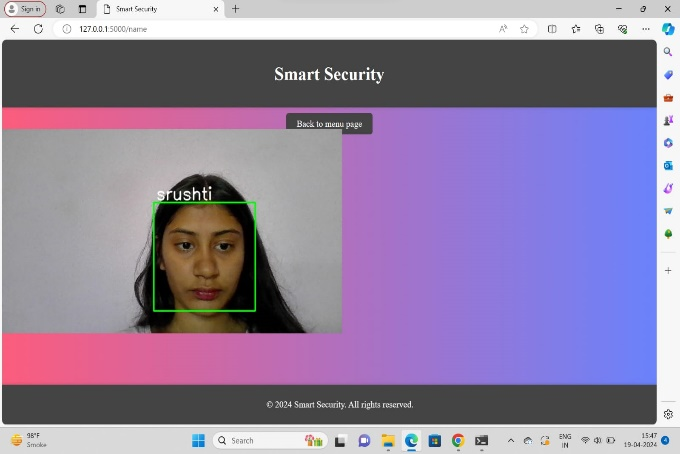 Sign in
Smart Security
127.0.0.1:5000/name
Smart Security
Back to menu page
srushti
© 2024 Smart Security. All rights reserved.
98°F
Smoke
Search
ENG
IN
15:47
19-04-2024
4